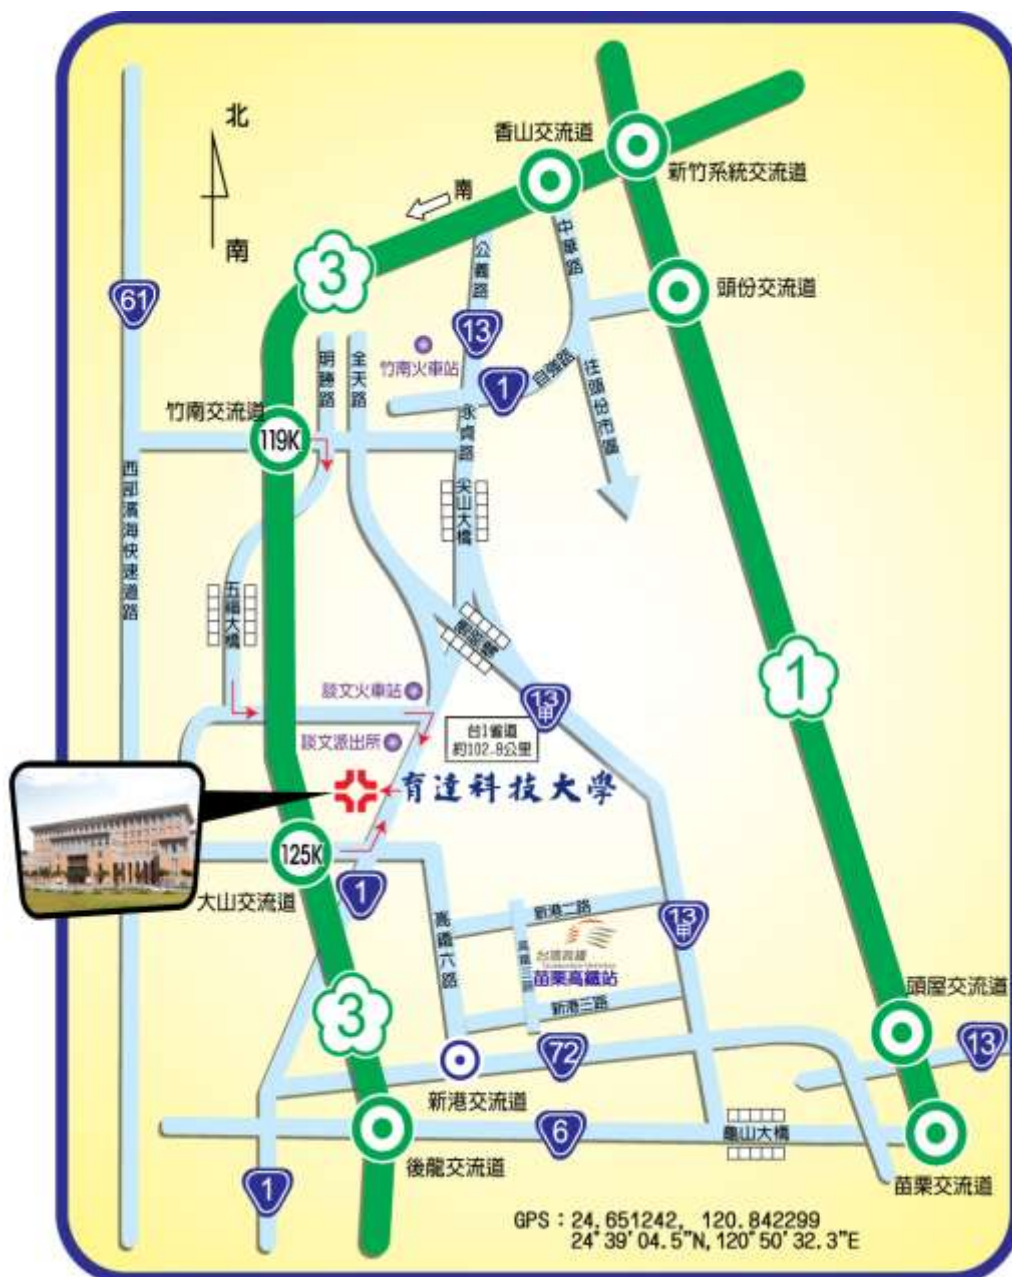 北
南
香山交流道
新竹系統交流道
南
中華路
公義路
3
頭份交流道
61
13
明勝路
全天路
竹南火車站
1
自強路
往頭份市區
竹南交流道
119K
永貞路
西部濱海快速道路
尖山大橋
五福大橋
1
談文火車站
13甲
台1省道
約102.8公里
談文派出所
育達科技大學
125K
大山交流道
1
高鐵六路
新港二路
13甲
高鐵三路
台灣高鐵
苗栗高鐵站
頭屋交流道
新港三路
3
72
13
新港交流道
6
龜山大橋
後龍交流道
1
苗栗交流道
GPS：24.651242, 120.842299
24°39'04.5"N,120°50'32.3"E